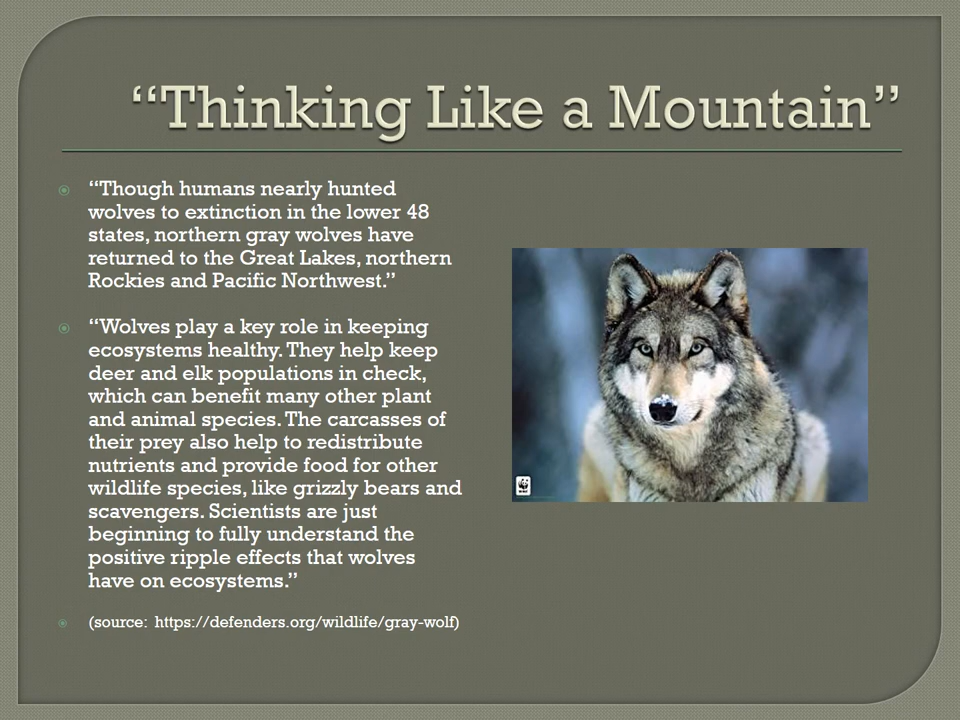 “Thinking Like a Mountain”
“Though humans nearly hunted
wolves to extinction in the lower 48
states, northern gray wolves have
returned to the Great Lakes, northern
Rockies and Pacific Northwest.”
“Wolves play a key role in keeping
ecosystems healthy. They help keep
deer and elk populations in check,
which can benefit many other plant
and animal species. The carcasses of
their prey also help to redistribute
nutrients and provide food for other
wildlife species, like grizzly bears and
scavengers. Scientists are just
beginning to fully understand the
positive ripple effects that wolves
have on ecosystems.”
(source: https://defenders.org/wildlife/gray-wolf)
WWF